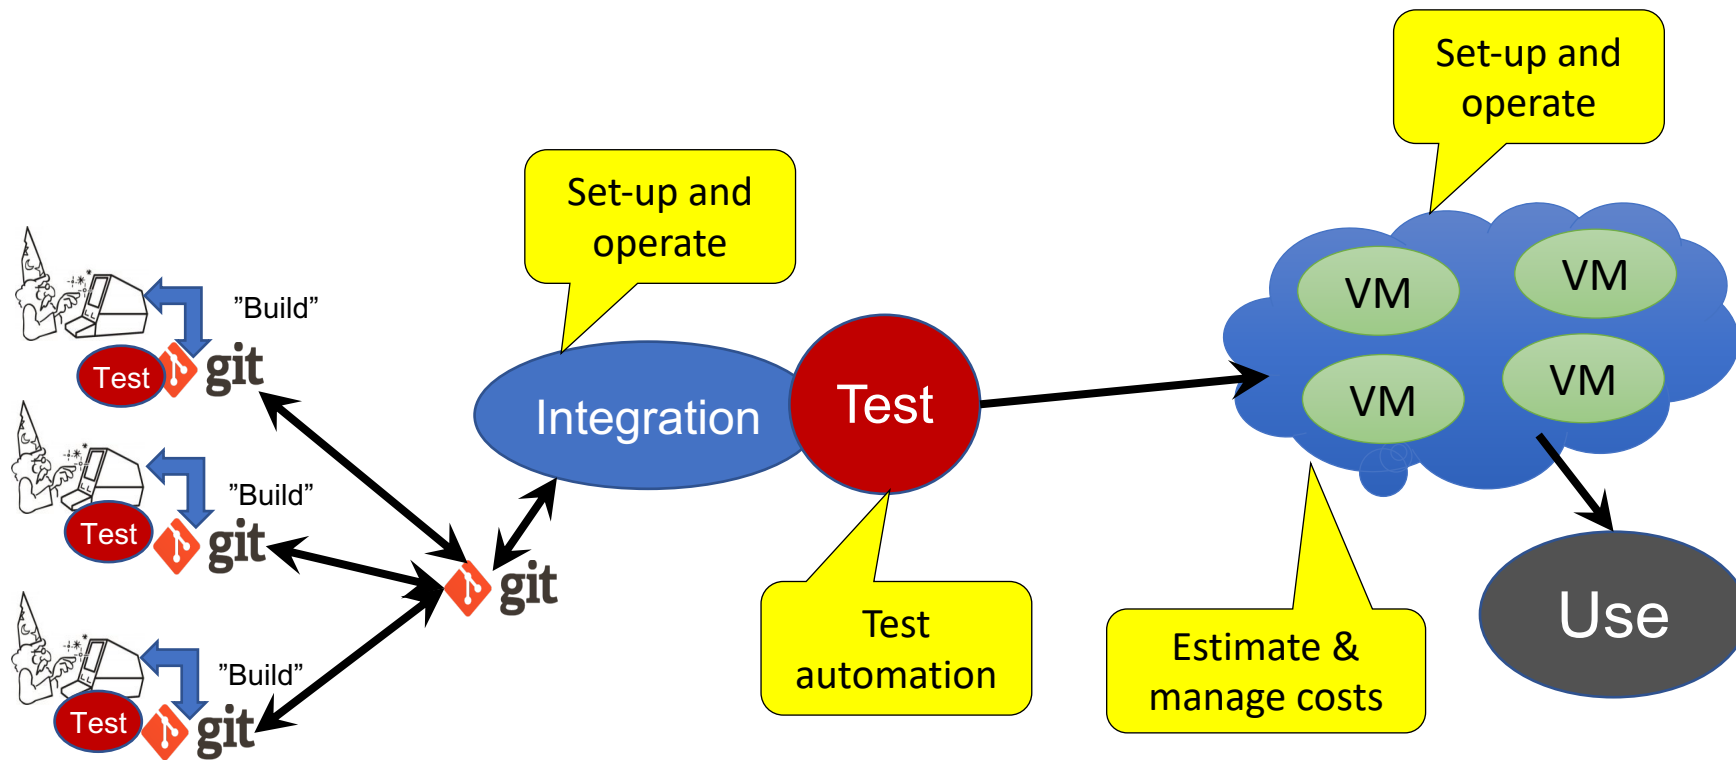 Set-up and
operate
Set-up and
operate
”Build”
Test
git
VM
VM
VM
VM
Integration
Test
”Build”
Test
git
git
Test
automation
Estimate &
manage costs
Use
”Build”
Test
git